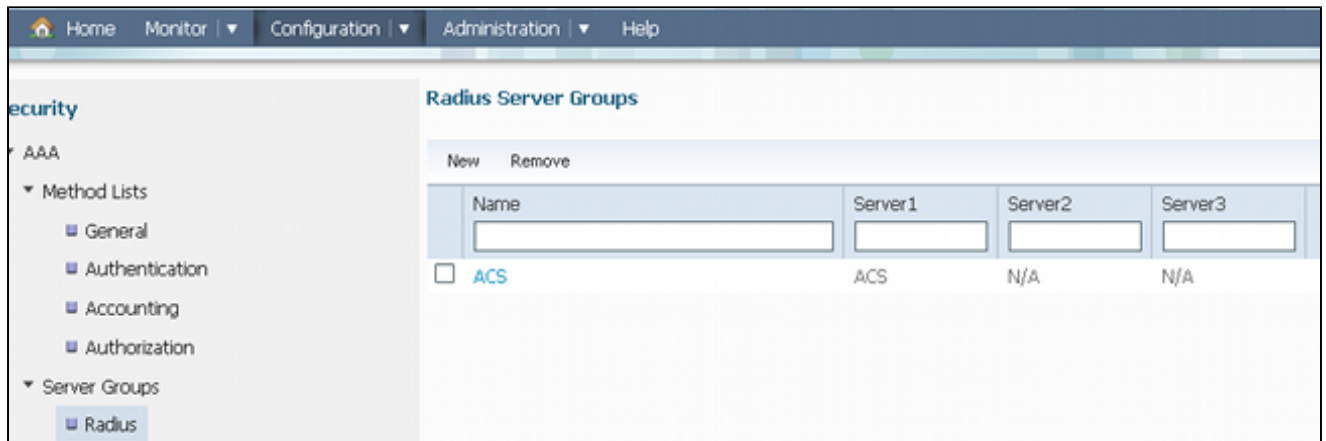 Home Monitor Configuration Administration Help
ecurity
AAA
Method Lists
General
Authentication
Accounting
Authorization
Server Groups
Radius
Radius Server Groups
New Remove
Name Server1 Server2 Server3
ACS ACS N/A N/A